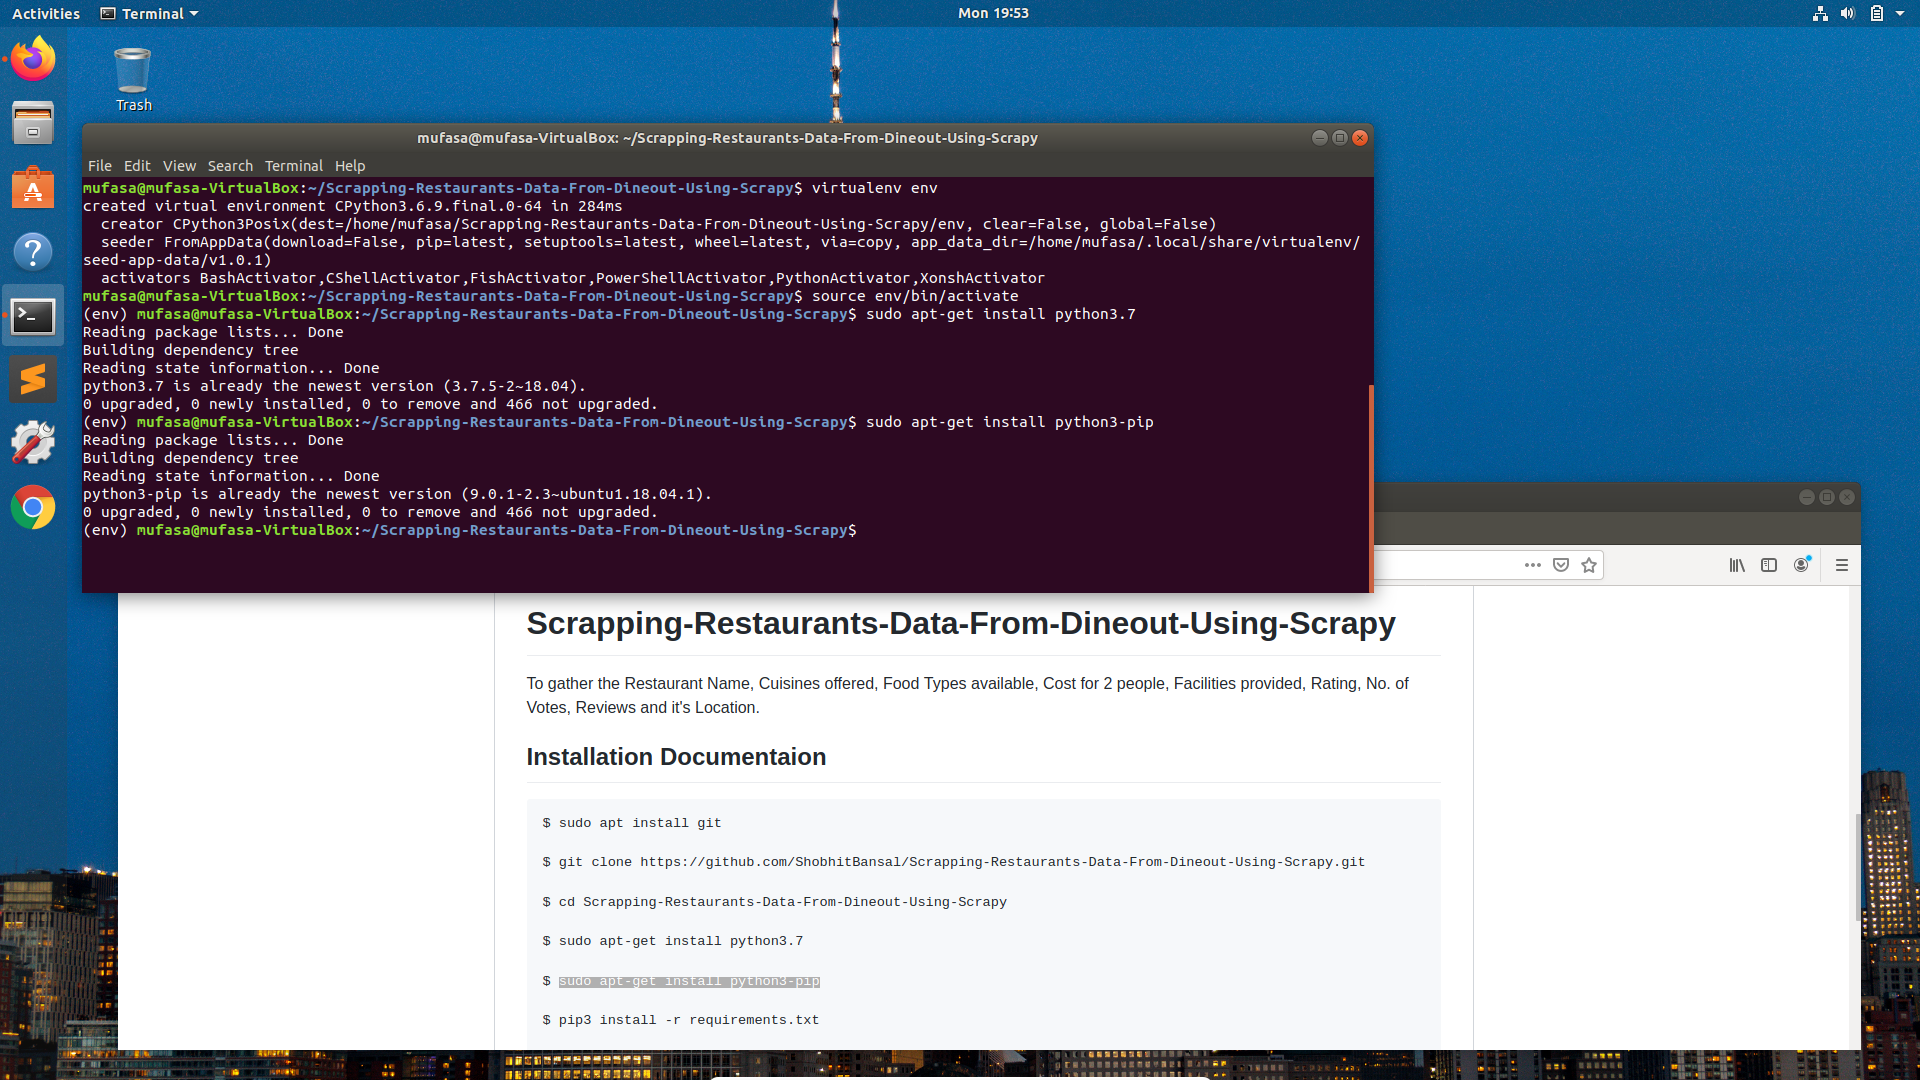 Activities Terminal Mon 19:53
Trash
mufasa@mufasa-VirtualBox: ~/Scrapping-Restaurants-Data-From-Dineout-Using-Scrapy
File Edit View Search Terminal Help
mufasa@mufasa-VirtualBox:~/Scrapping-Restaurants-Data-From-Dineout-Using-Scrapy$ virtualenv env
created virtual environment CPython3.6.9.final.0-64 in 284ms
  creator CPython3Posix(dest=/home/mufasa/Scrapping-Restaurants-Data-From-Dineout-Using-Scrapy/env, clear=False, global=False)
  seeder FromAppData(download=False, pip=latest, setuptools=latest, wheel=latest, via=copy, app_data_dir=/home/mufasa/.local/share/virtualenv/
seed-app-data/v1.0.1)
  activators BashActivator,CShellActivator,FishActivator,PowerShellActivator,PythonActivator,XonshActivator
mufasa@mufasa-VirtualBox:~/Scrapping-Restaurants-Data-From-Dineout-Using-Scrapy$ source env/bin/activate
(env) mufasa@mufasa-VirtualBox:~/Scrapping-Restaurants-Data-From-Dineout-Using-Scrapy$ sudo apt-get install python3.7
Reading package lists... Done
Building dependency tree
Reading state information... Done
python3.7 is already the newest version (3.7.5-2~18.04).
0 upgraded, 0 newly installed, 0 to remove and 466 not upgraded.
(env) mufasa@mufasa-VirtualBox:~/Scrapping-Restaurants-Data-From-Dineout-Using-Scrapy$ sudo apt-get install python3-pip
Reading package lists... Done
Building dependency tree
Reading state information... Done
python3-pip is already the newest version (9.0.1-2.3~ubuntu1.18.04.1).
0 upgraded, 0 newly installed, 0 to remove and 466 not upgraded.
(env) mufasa@mufasa-VirtualBox:~/Scrapping-Restaurants-Data-From-Dineout-Using-Scrapy$
Scrapping-Restaurants-Data-From-Dineout-Using-Scrapy
To gather the Restaurant Name, Cuisines offered, Food Types available, Cost for 2 people, Facilities provided, Rating, No. of
Votes, Reviews and it's Location.
Installation Documentaion
$ sudo apt install git
$ git clone https://github.com/ShobhitBansal/Scrapping-Restaurants-Data-From-Dineout-Using-Scrapy.git
$ cd Scrapping-Restaurants-Data-From-Dineout-Using-Scrapy
$ sudo apt-get install python3.7
$ sudo apt-get install python3-pip
$ pip3 install -r requirements.txt